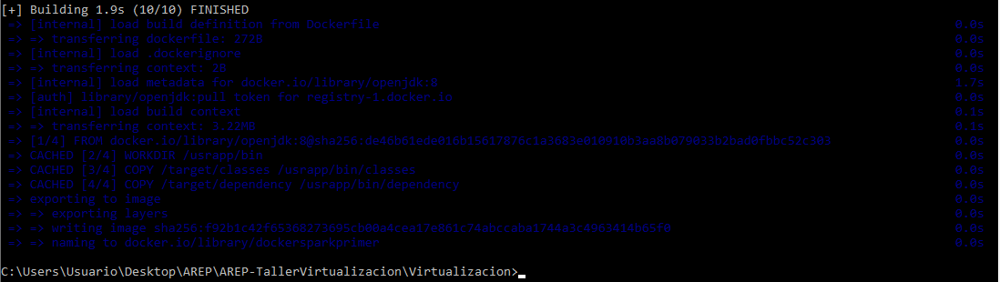 [+] Building 1.9s (10/10) FINISHED
=> [internal] load build definition from Dockerfile 0.0s
=> => transferring dockerfile: 272B 0.0s
=> [internal] load .dockerignore 0.0s
=> => transferring context: 2B 0.0s
=> [internal] load metadata for docker.io/library/openjdk:8 1.7s
=> [auth] library/openjdk:pull token for registry-1.docker.io 0.0s
=> [internal] load build context 0.1s
=> => transferring context: 3.22MB 0.1s
=> [1/4] FROM docker.io/library/openjdk:8@sha256:de46b61ede016b15617876c1a3683e010910b3aa8b079033b2bad0fbbc52c303 0.0s
=> CACHED [2/4] WORKDIR /usrapp/bin 0.0s
=> CACHED [3/4] COPY /target/classes /usrapp/bin/classes 0.0s
=> CACHED [4/4] COPY /target/dependency /usrapp/bin/dependency 0.0s
=> exporting to image 0.0s
=> => exporting layers 0.0s
=> => writing image sha256:f92b1c42f65368273695cb00a4cea17e861c74abccaba1744a3c4963414b65f0 0.0s
=> => naming to docker.io/library/dockersparkprimer 0.0s
C:\Users\Usuario\Desktop\AREP\AREP-TallerVirtualizacion\Virtualizacion>